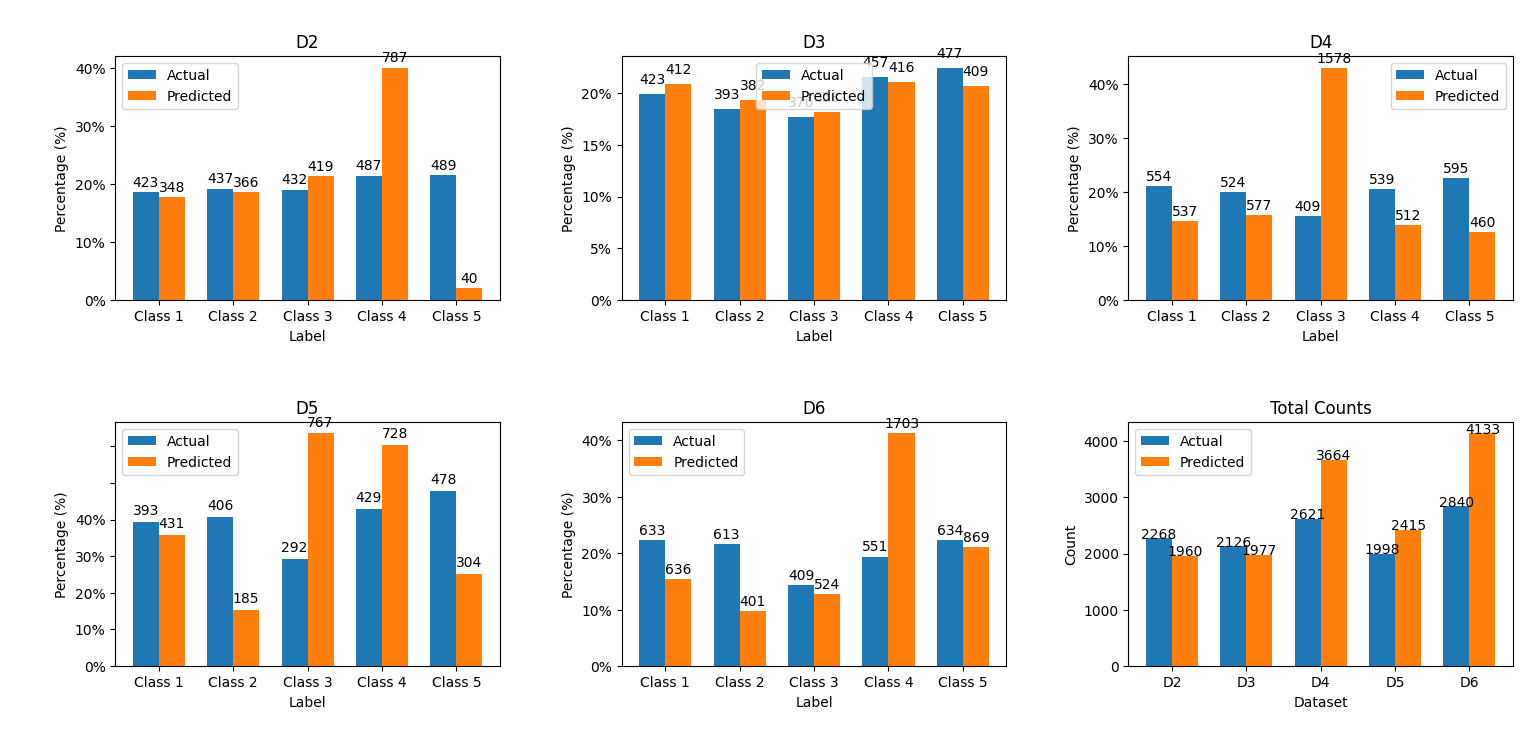 D2
787
40%
Actual
Predicted
30%
Percentage (%)
20%
423 348 437 366 432 419 487 489
10%
40
0%
Class 1 Class 2 Class 3 Class 4 Class 5
Label
D3
477
457 416 409
423 412
393 382
378
Actual
Predicted
20%
15%
Percentage (%)
10%
5%
0%
Class 1 Class 2 Class 3 Class 4 Class 5
Label
D4
1578
40%
Actual
Predicted
30%
Percentage (%)
20%
554 537 524 577 409 539 512 595 460
10%
0%
Class 1 Class 2 Class 3 Class 4 Class 5
Label
D5
767
728
Actual
Predicted
393 431 406 185 292 429 478 304
40%
30%
Percentage (%)
20%
10%
0%
Class 1 Class 2 Class 3 Class 4 Class 5
Label
D6
1703
40%
Actual
Predicted
30%
Percentage (%)
20%
633 636 613 401 409 524 551 634 869
10%
0%
Class 1 Class 2 Class 3 Class 4 Class 5
Label
Total Counts
4133
4000
Actual
Predicted
3664
3000
Count
2268 1960 2126 1977 2621 1998 2415 2840
2000
1000
0
D2 D3 D4 D5 D6
Dataset